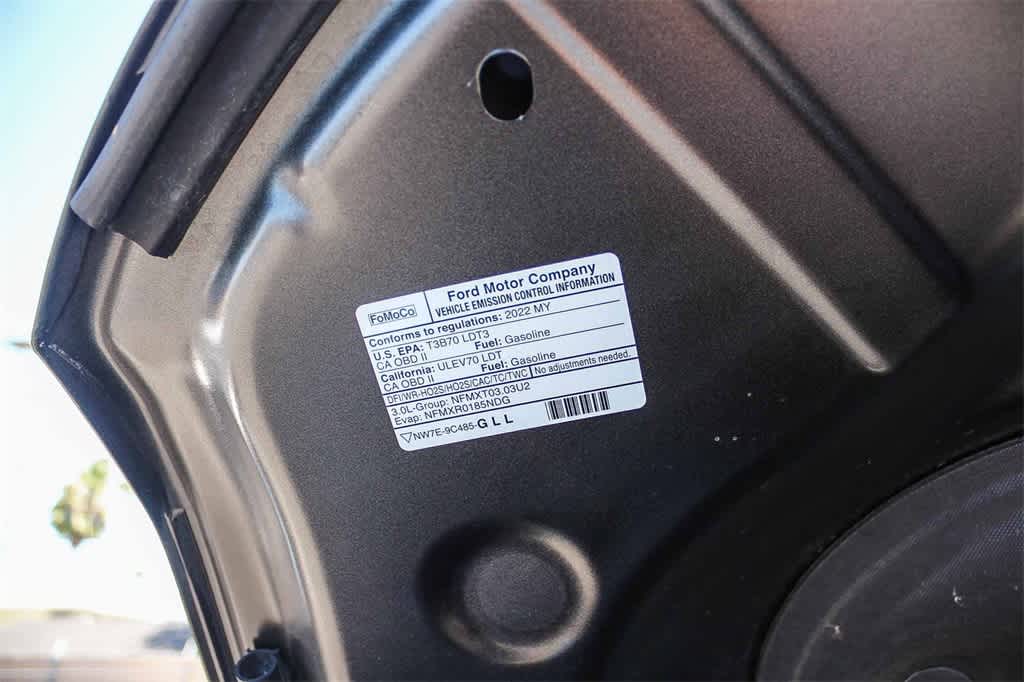 FoMoCo
Ford Motor Company
VEHICLE EMISSION CONTROL INFORMATION
Conforms to regulations: 2022 MY
U.S. EPA: T3B70 LDT3
CA OBD II Fuel: Gasoline
California: ULEV70 LDT
CA OBD II Fuel: Gasoline
DFI/WR-HO2S/HO2S/CAC/TC/TWC No adjustments needed.
3.0L-Group: NFMXT03.03U2
Evap: NFMXR0185NDG
NW7E-9C485-GLL